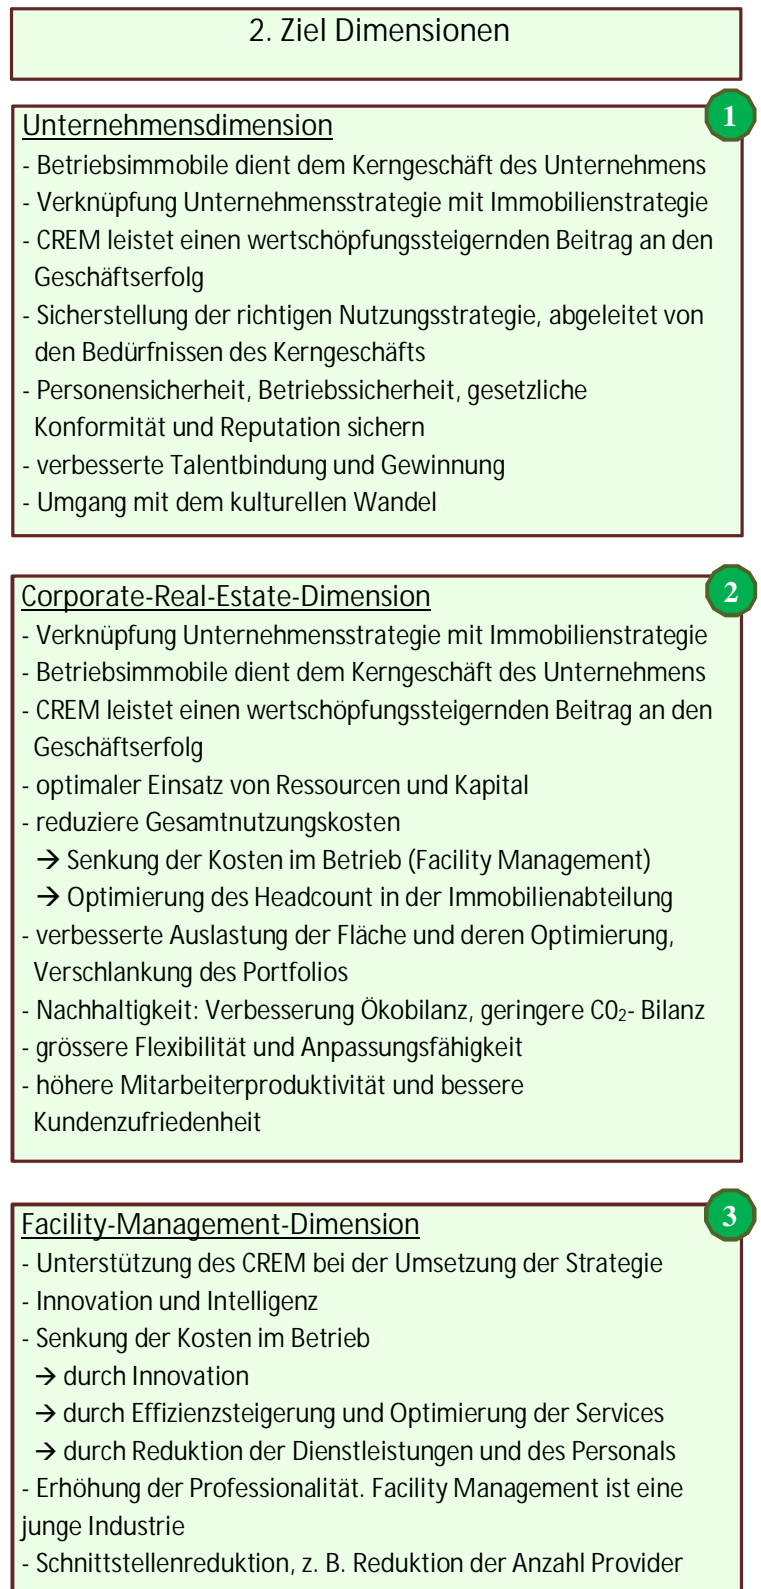 2. Ziel Dimensionen
1
Unternehmensdimension
- Betriebsimmobile dient dem Kerngeschäft des Unternehmens
- Verknüpfung Unternehmensstrategie mit Immobilienstrategie
- CREM leistet einen wertschöpfungssteigernden Beitrag an den
Geschäftserfolg
- Sicherstellung der richtigen Nutzungsstrategie, abgeleitet von
den Bedürfnissen des Kerngeschäfts
- Personensicherheit, Betriebssicherheit, gesetzliche
Konformität und Reputation sichern
- verbesserte Talentbindung und Gewinnung
- Umgang mit dem kulturellen Wandel
2
Corporate-Real-Estate-Dimension
- Verknüpfung Unternehmensstrategie mit Immobilienstrategie
- Betriebsimmobile dient dem Kerngeschäft des Unternehmens
- CREM leistet einen wertschöpfungssteigernden Beitrag an den
Geschäftserfolg
- optimaler Einsatz von Ressourcen und Kapital
- reduziere Gesamtnutzungskosten
→ Senkung der Kosten im Betrieb (Facility Management)
→ Optimierung des Headcount in der Immobilienabteilung
- verbesserte Auslastung der Fläche und deren Optimierung,
Verschlankung des Portfolios
- Nachhaltigkeit: Verbesserung Ökobilanz, geringere C0₂- Bilanz
- grössere Flexibilität und Anpassungsfähigkeit
- höhere Mitarbeiterproduktivität und bessere
Kundenzufriedenheit
3
Facility-Management-Dimension
- Unterstützung des CREM bei der Umsetzung der Strategie
- Innovation und Intelligenz
- Senkung der Kosten im Betrieb
→ durch Innovation
→ durch Effizienzsteigerung und Optimierung der Services
→ durch Reduktion der Dienstleistungen und des Personals
- Erhöhung der Professionalität. Facility Management ist eine
junge Industrie
- Schnittstellenreduktion, z. B. Reduktion der Anzahl Provider